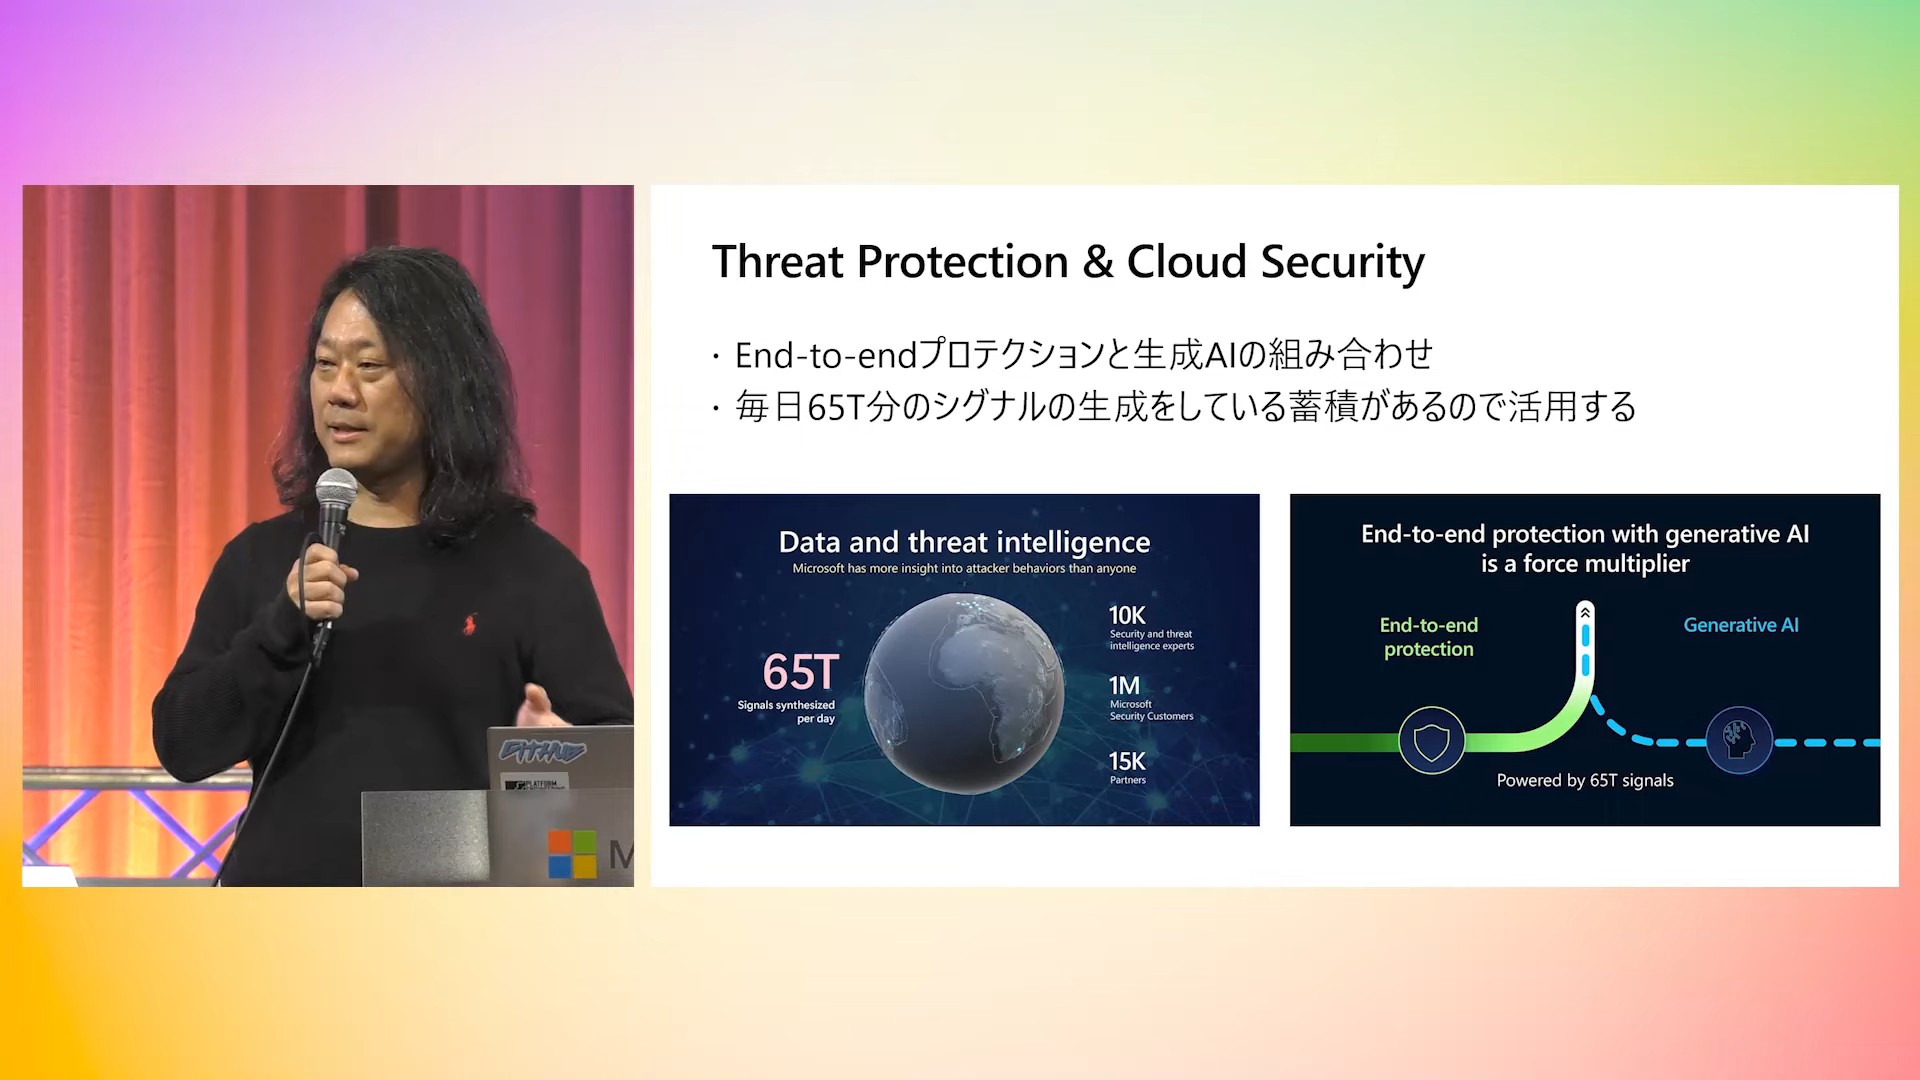 Threat Protection & Cloud Security
・End-to-endプロテクションと生成AIの組み合わせ
・毎日65T分のシグナルの生成をしている蓄積があるので活用する
Data and threat intelligence
Microsoft has more insight into attacker behaviors than anyone
65T
Signals synthesized
per day
10K
Security and threat
intelligence experts
1M
Microsoft
Security Customers
15K
Partners
End-to-end protection with generative AI
is a force multiplier
End-to-end
protection
Generative AI
Powered by 65T signals
GITHUB
PLATFORM
M